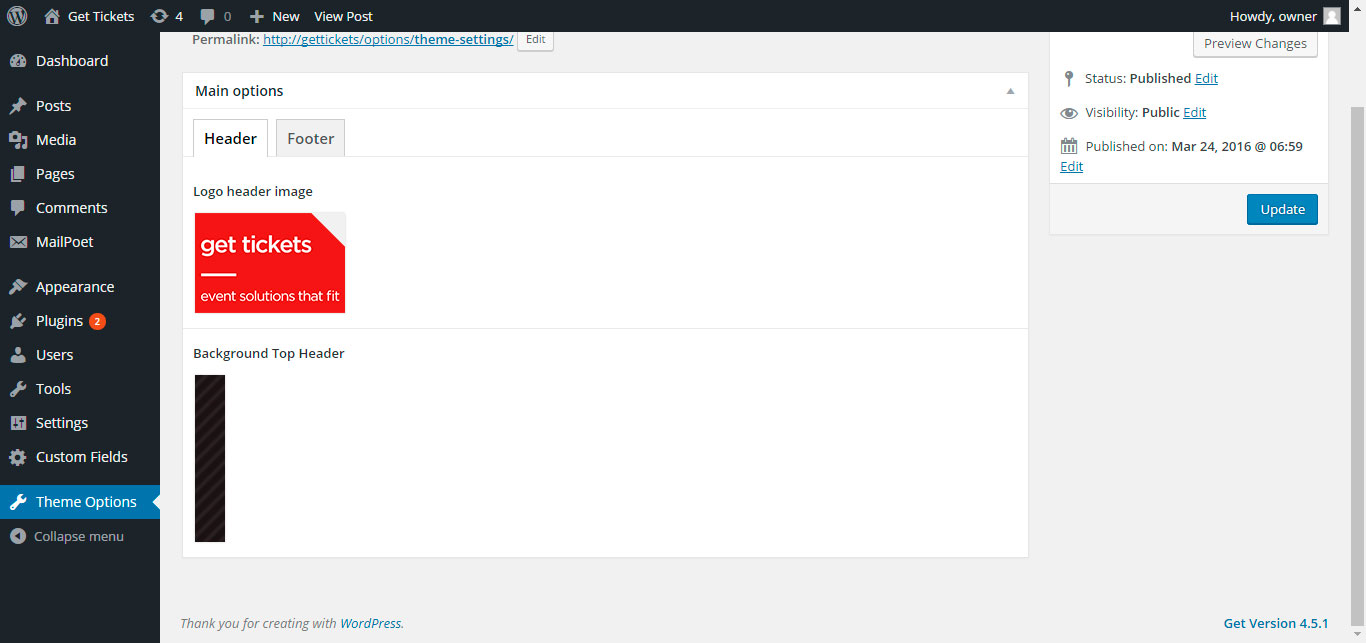 Get Tickets 4 0 New View Post Howdy, owner
Permalink: http://gettickets/options/theme-settings/ Edit
Preview Changes
Dashboard
Posts
Media
Pages
Comments
MailPoet
Appearance
Plugins 2
Users
Tools
Settings
Custom Fields
Theme Options
Collapse menu
Main options
Header Footer
Logo header image
get tickets
event solutions that fit
Background Top Header
Status: Published Edit
Visibility: Public Edit
Published on: Mar 24, 2016 @ 06:59
Edit
Update
Thank you for creating with WordPress. Get Version 4.5.1